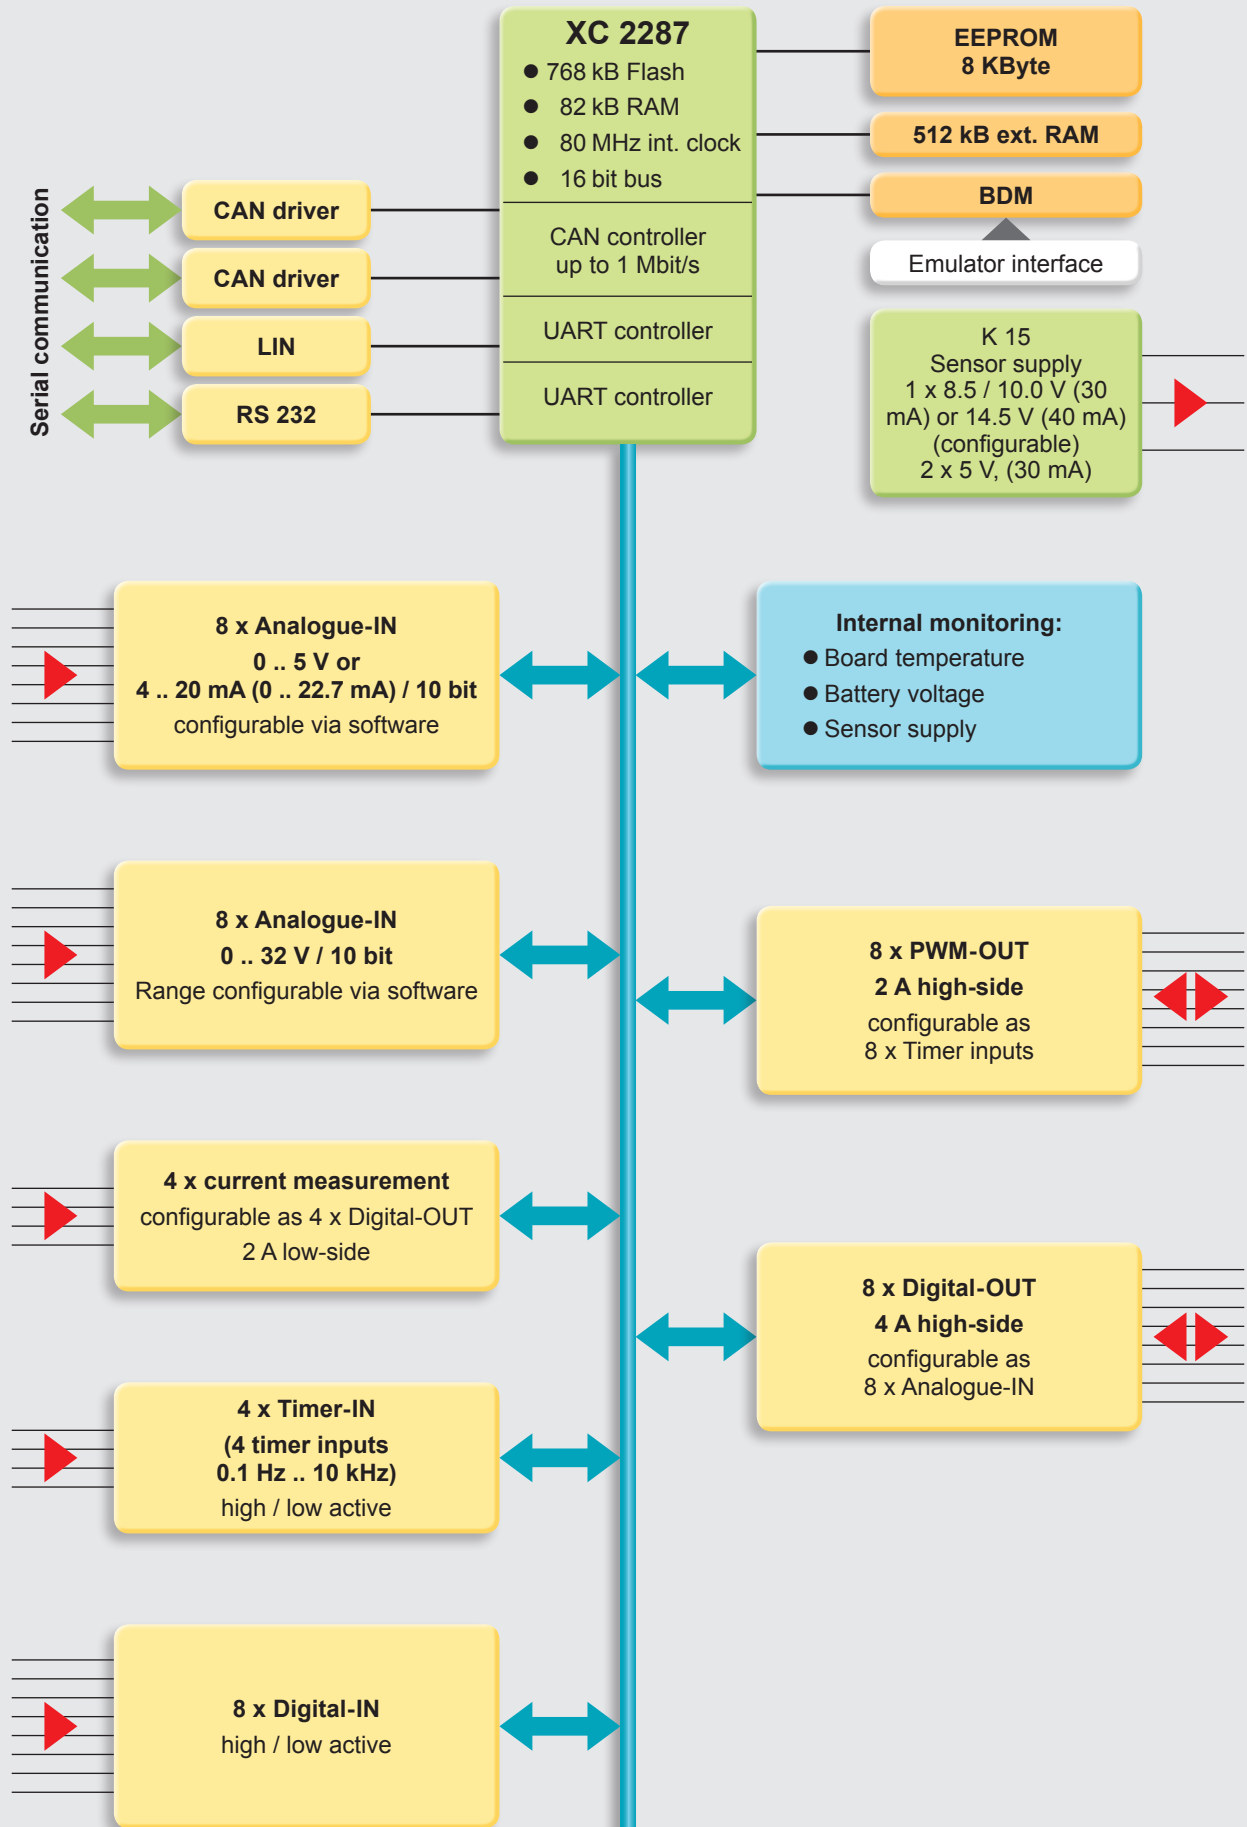 XC 2287
● 768 kB Flash
● 82 kB RAM
● 80 MHz int. clock
● 16 bit bus
CAN controller
up to 1 Mbit/s
UART controller
UART controller
EEPROM
8 KByte
512 kB ext. RAM
BDM
Emulator interface
Serial communication
CAN driver
CAN driver
LIN
RS 232
K 15
Sensor supply
1 x 8.5 / 10.0 V (30
mA) or 14.5 V (40 mA)
(configurable)
2 x 5 V, (30 mA)
8 x Analogue-IN
0 .. 5 V or
4 .. 20 mA (0 .. 22.7 mA) / 10 bit
configurable via software
Internal monitoring:
● Board temperature
● Battery voltage
● Sensor supply
8 x Analogue-IN
0 .. 32 V / 10 bit
Range configurable via software
8 x PWM-OUT
2 A high-side
configurable as
8 x Timer inputs
4 x current measurement
configurable as 4 x Digital-OUT
2 A low-side
8 x Digital-OUT
4 A high-side
configurable as
8 x Analogue-IN
4 x Timer-IN
(4 timer inputs
0.1 Hz .. 10 kHz)
high / low active
8 x Digital-IN
high / low active